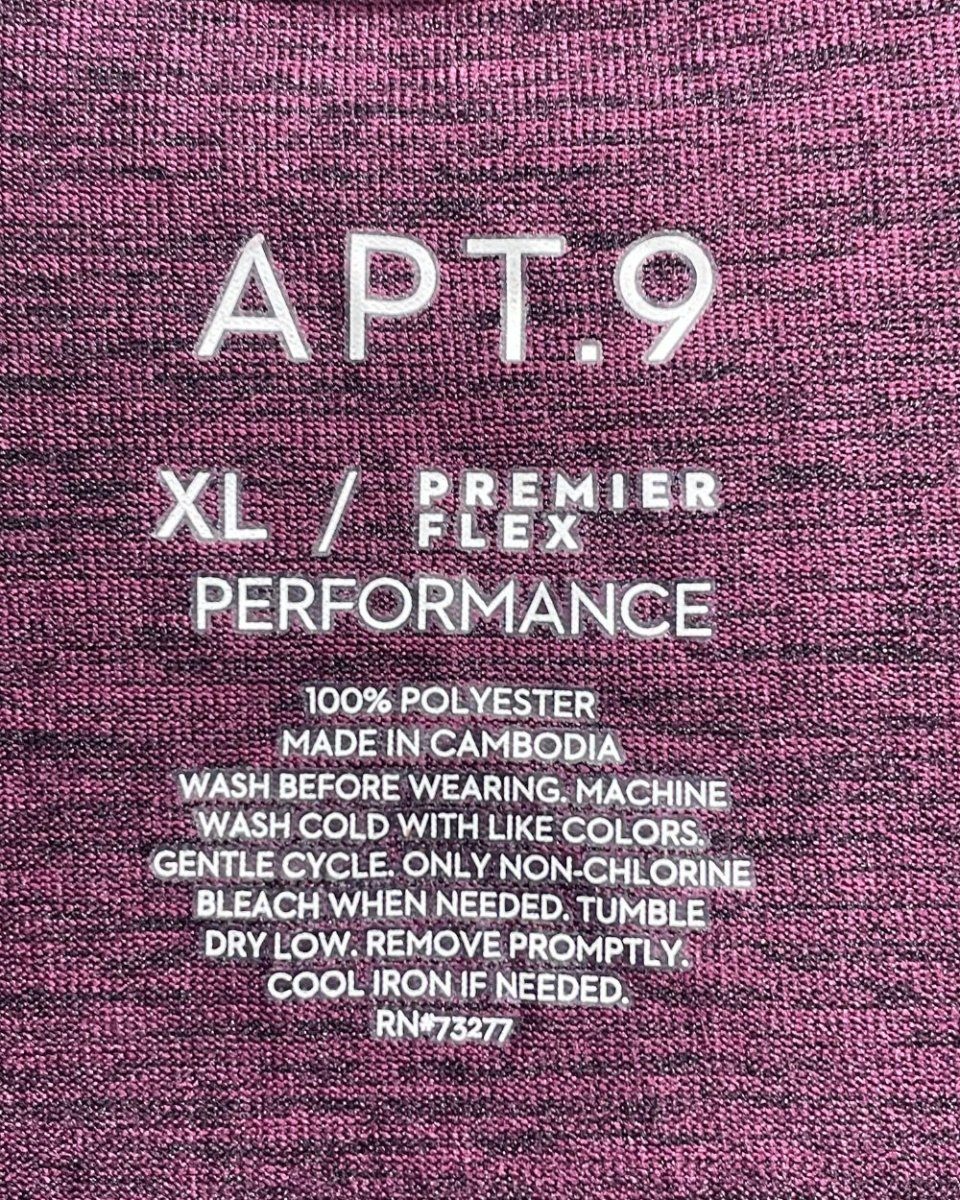 APT.9
XL / PREMIER
FLEX
PERFORMANCE
100% POLYESTER
MADE IN CAMBODIA
WASH BEFORE WEARING. MACHINE
WASH COLD WITH LIKE COLORS.
GENTLE CYCLE. ONLY NON-CHLORINE
BLEACH WHEN NEEDED. TUMBLE
DRY LOW. REMOVE PROMPTLY.
COOL IRON IF NEEDED.
RN#73277